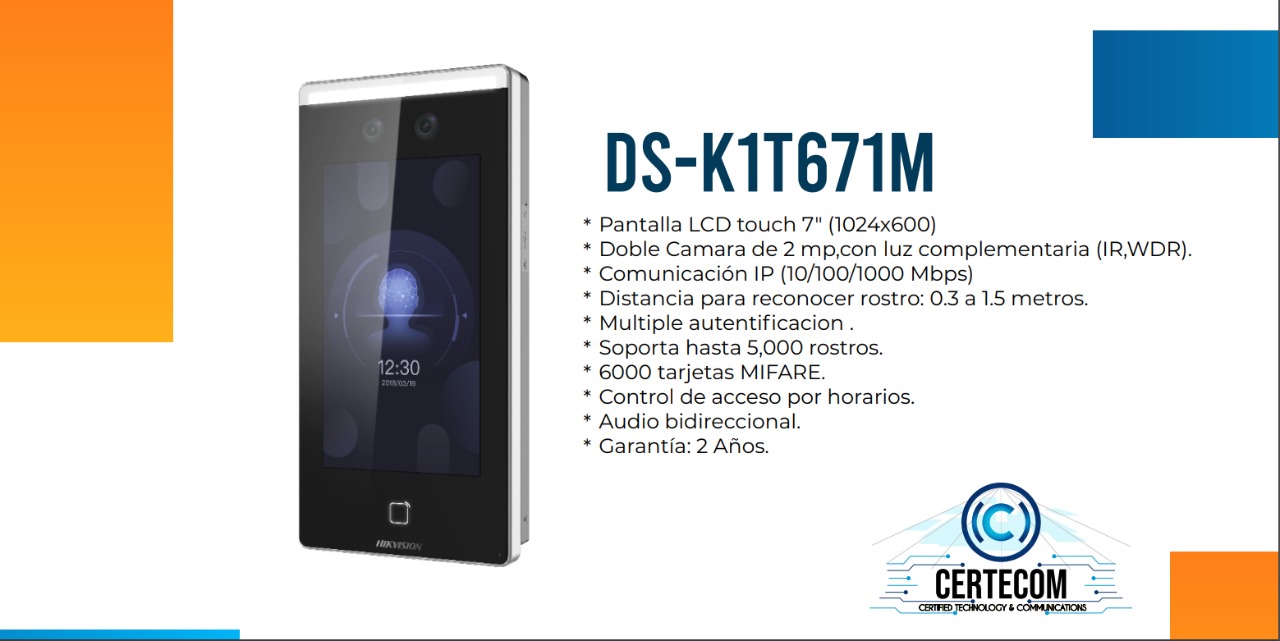 DS-K1T671M
* Pantalla LCD touch 7" (1024x600)
* Doble Camara de 2 mp,con luz complementaria (IR,WDR).
* Comunicación IP (10/100/1000 Mbps)
* Distancia para reconocer rostro: 0.3 a 1.5 metros.
* Multiple autentificacion .
* Soporta hasta 5,000 rostros.
* 6000 tarjetas MIFARE.
* Control de acceso por horarios.
* Audio bidireccional.
* Garantía: 2 Años.
12:30
2018/03/19
HIKVISION
C
CERTECOM
CERTIFIED TECHNOLOGY & COMMUNICATIONS